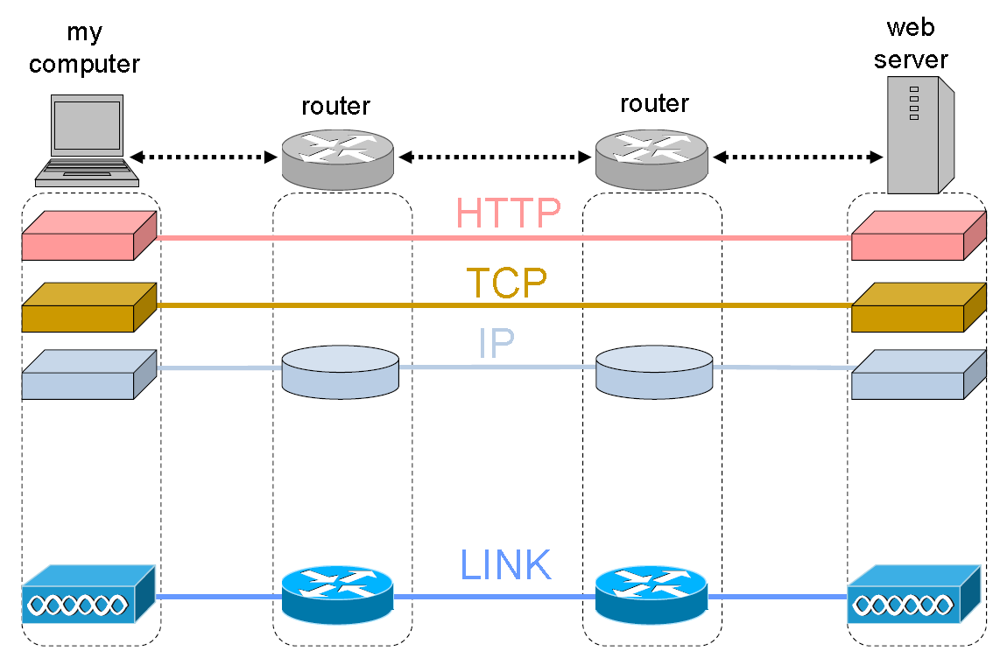 my
computer
router
router
web
server
HTTP
TCP
IP
LINK